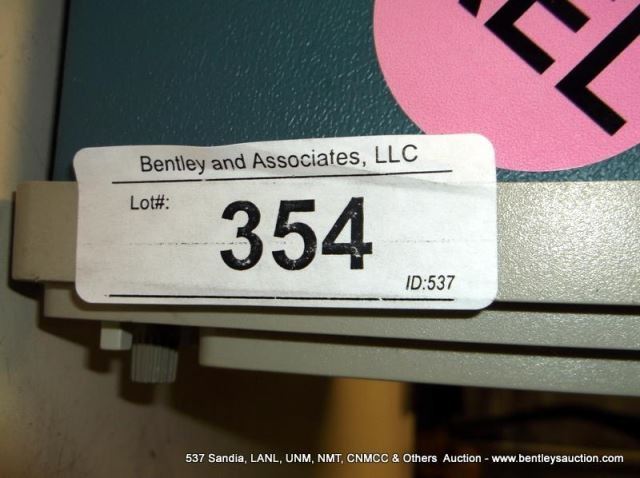 Bentley and Associates, LLC
Lot#:
354
ID:537
537 Sandia, LANL, UNM, NMT, CNMCC & Others Auction - www.bentleysauction.com